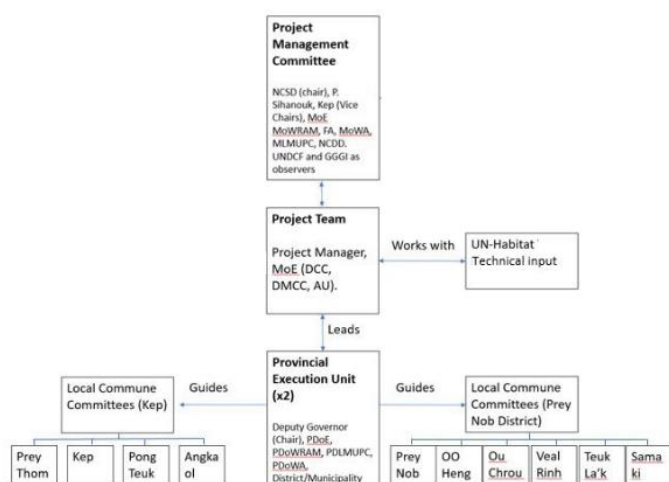 Project
Management
Committee
NCSD (chair), P.
Sihanouk, Kep (Vice
Chairs), MoE
MoWRAM, FA, MoWA,
MLMUPC, NCDD.
UNDCF and GGGI as
observers
Project Team
Project Manager,
MoE (DCC,
DMCC, AU).
Works with
UN-Habitat
Technical input
Leads
Provincial
Execution Unit
(x2)
Deputy Governor
(Chair), PDoE,
PDoWRAM, PDLMUPC,
PDoWA,
District/Municipality
Guides
Guides
Local Commune
Committees (Kep)
Prey
Thom
Kep
Pong
Teuk
Angka
ol
Local Commune
Committees (Prey
Nob District)
Prey
Nob
OO
Heng
Ou
Chrou
Veal
Rinh
Teuk
La'k
Sama
ki